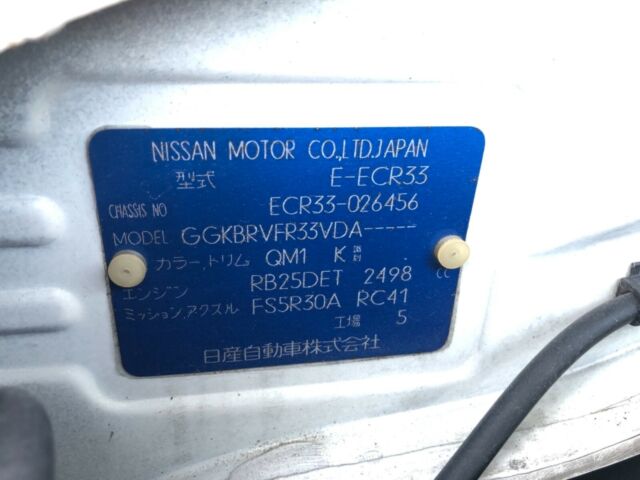 NISSAN MOTOR CO.,LTD.JAPAN
型式 E-ECR33
CHASSIS NO ECR33-026456
MODEL GGKBRVFR33VDA-----
カラー、トリム QM1 K
エンジン RB25DET 2498 cc
ミッション、アクスル FS5R30A RC41
工場 5
日産自動車株式会社